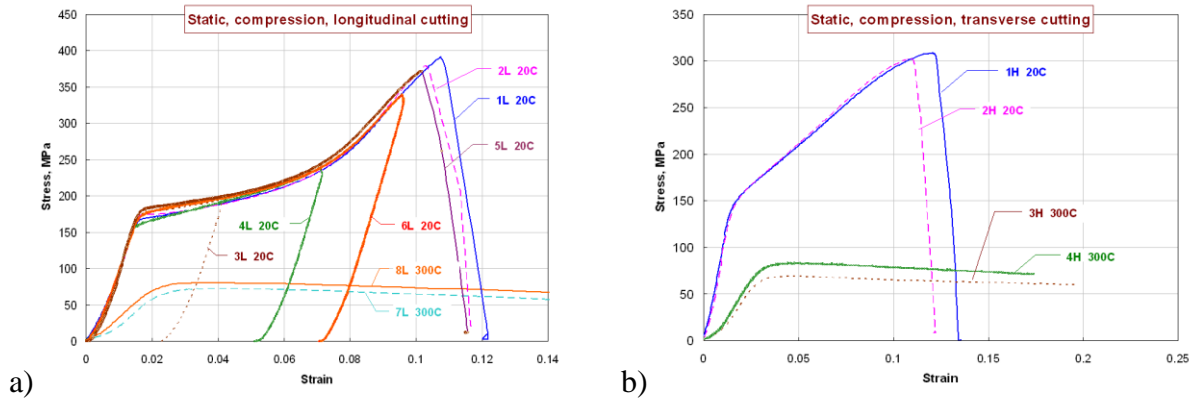 Static, compression, longitudinal cutting
450
400
350
300
250
200
150
100
50
0
Stress, MPa
2L 20C
1L 20C
5L 20C
4L 20C
6L 20C
3L 20C
8L 300C
7L 300C
0
0.02
0.04
0.06
0.08
0.1
0.12
0.14
Strain
a)
Static, compression, transverse cutting
350
300
250
200
150
100
50
0
Stress, MPa
1H 20C
2H 20C
3H 300C
4H 300C
0
0.05
0.1
0.15
0.2
0.25
Strain
b)